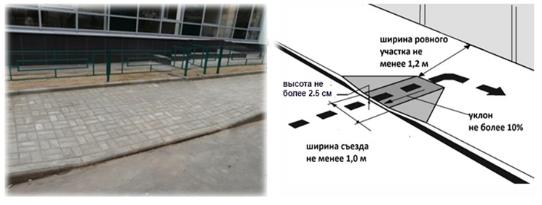 ширина ровного
участка не
менее 1,2 м
высота не
более 2.5 см
уклон
не более 10%
ширина съезда
не менее 1,0 м